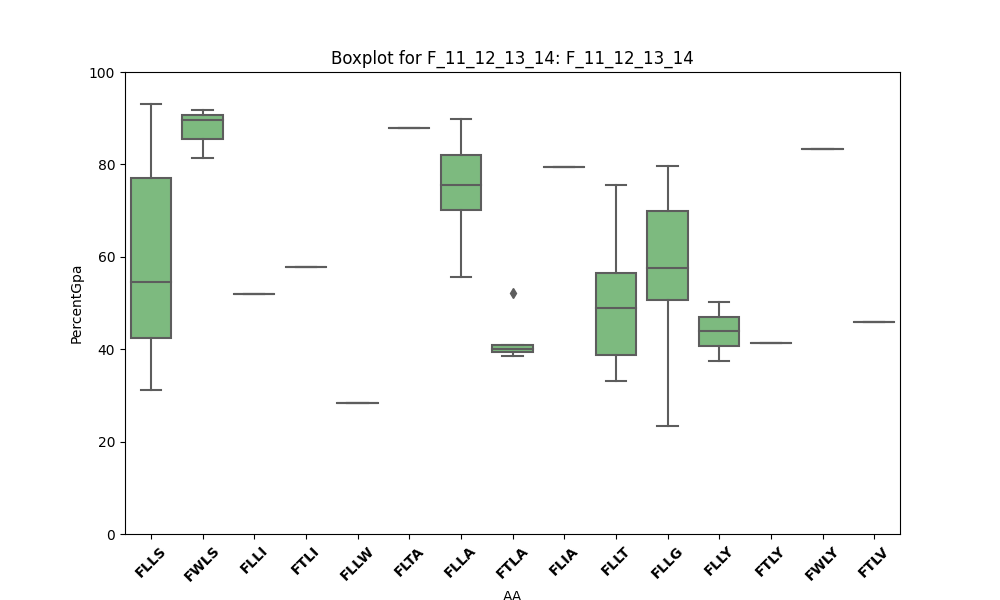 Boxplot for F_11_12_13_14: F_11_12_13_14
100
80
60
40
20
0
PercentGpa
FLLS FWLS FLLI FTLI FLLW FLTA FLLA FTLA FLIA FLLT FLLG FLLY FTLY FWLY FTLV
AA